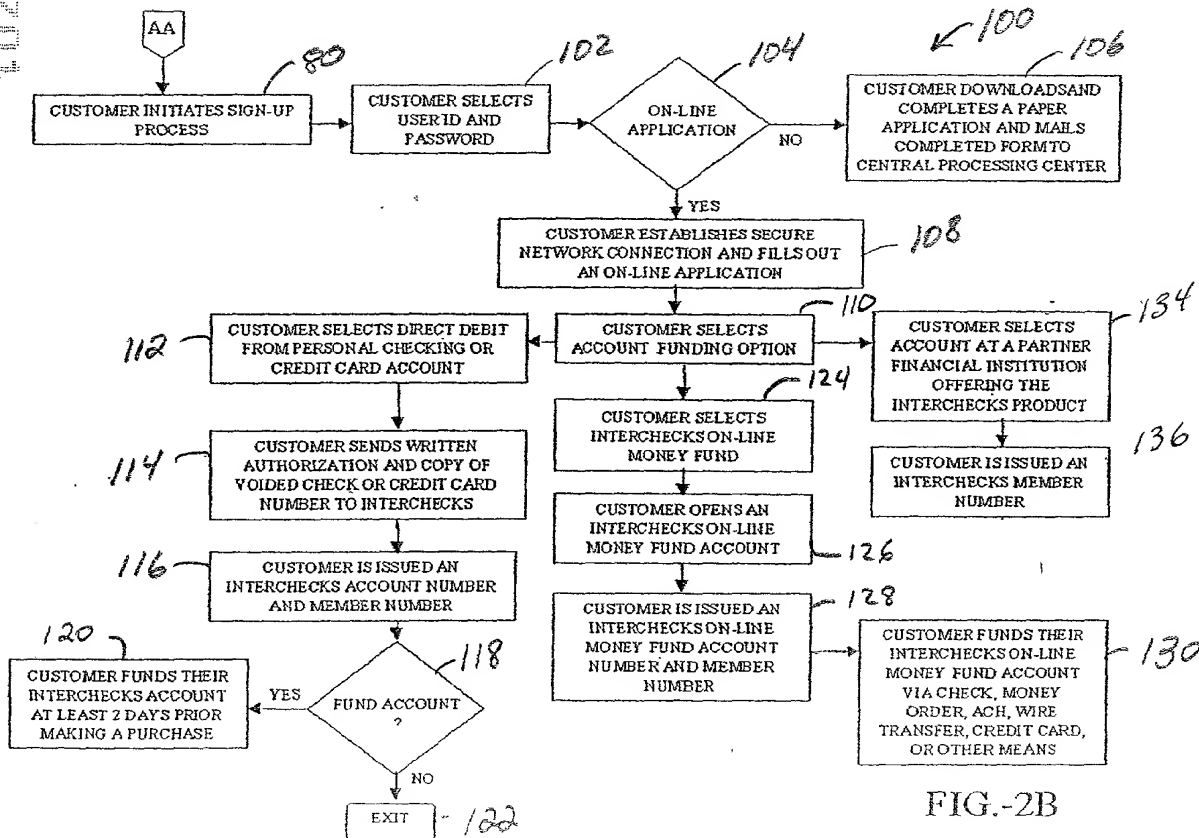 AA
100
80
102
104
106
CUSTOMER INITIATES SIGN-UP
PROCESS
CUSTOMER SELECTS
USER ID AND
PASSWORD
ON-LINE
APPLICATION
NO
CUSTOMER DOWNLOADSAND
COMPLETES A PAPER
APPLICATION AND MAILS
COMPLETED FORM TO
CENTRAL PROCESSING CENTER
YES
CUSTOMER ESTABLISHES SECURE
NETWORK CONNECTION AND FILLS OUT
AN ON-LINE APPLICATION
108
110
CUSTOMER SELECTS
ACCOUNT FUNDING OPTION
112
CUSTOMER SELECTS DIRECT DEBIT
FROM PERSONAL CHECKING OR
CREDIT CARD ACCOUNT
114
CUSTOMER SENDS WRITTEN
AUTHORIZATION AND COPY OF
VOIDED CHECK OR CREDIT CARD
NUMBER TO INTERCHECKS
116
CUSTOMER IS ISSUED AN
INTERCHECKS ACCOUNT NUMBER
AND MEMBER NUMBER
118
FUND ACCOUNT
?
YES
120
CUSTOMER FUNDS THEIR
INTERCHECKS ACCOUNT
AT LEAST 2 DAYS PRIOR
MAKING A PURCHASE
NO
EXIT
122
124
CUSTOMER SELECTS
INTERCHECKS ON-LINE
MONEY FUND
CUSTOMER OPENS AN
INTERCHECKS ON-LINE
MONEY FUND ACCOUNT
126
128
CUSTOMER IS ISSUED AN
INTERCHECKS ON-LINE
MONEY FUND ACCOUNT
NUMBER AND MEMBER
NUMBER
130
CUSTOMER FUNDS THEIR
INTERCHECKS ON-LINE
MONEY FUND ACCOUNT
VIA CHECK, MONEY
ORDER, ACH, WIRE
TRANSFER, CREDIT CARD,
OR OTHER MEANS
134
CUSTOMER SELECTS
ACCOUNT AT A PARTNER
FINANCIAL INSTITUTION
OFFERING THE
INTERCHECKS PRODUCT
136
CUSTOMER IS ISSUED AN
INTERCHECKS MEMBER
NUMBER
FIG.-2B